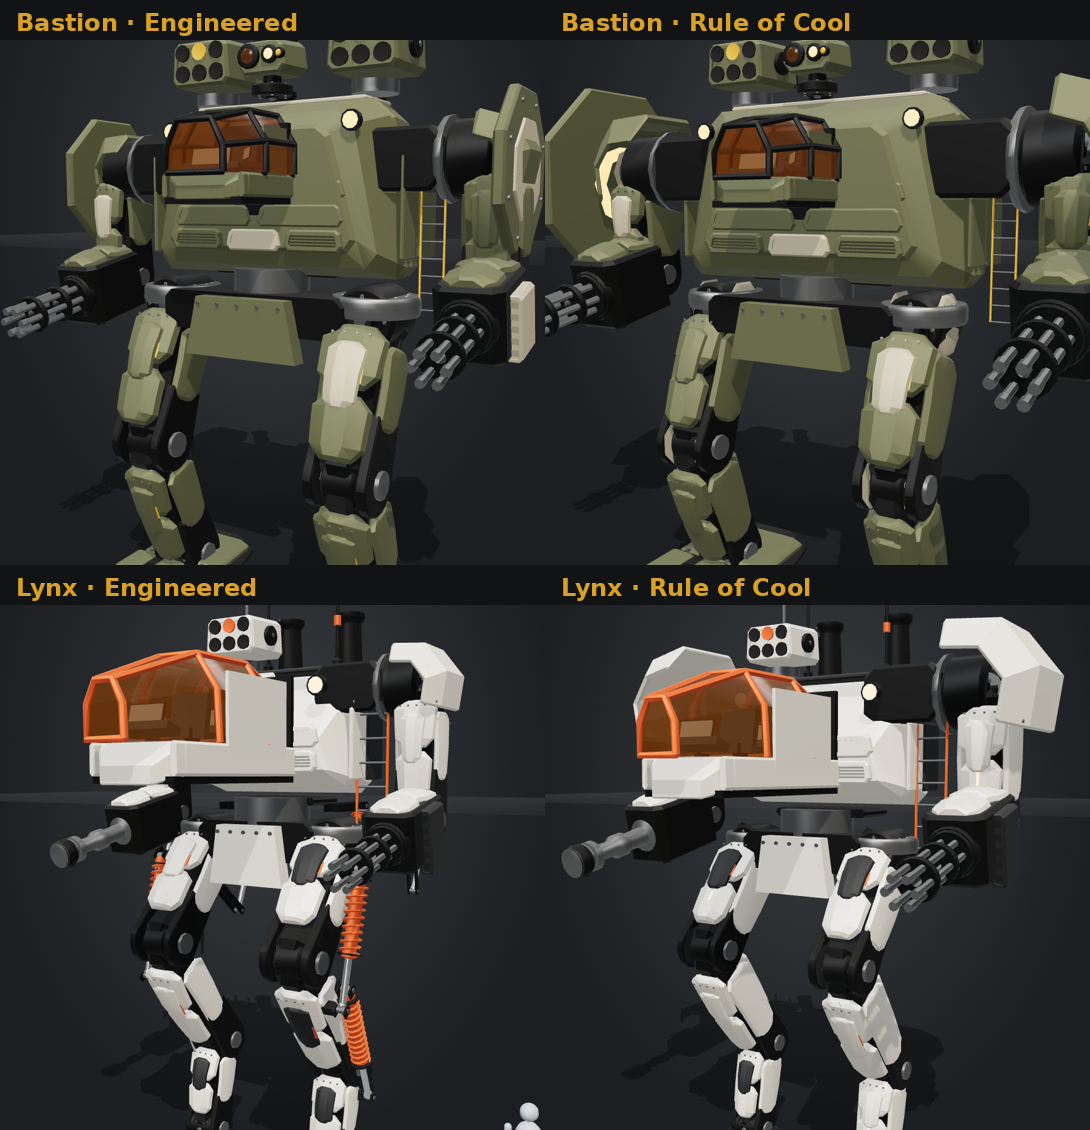 Bastion · Engineered
Bastion · Rule of Cool
Lynx · Engineered
Lynx · Rule of Cool